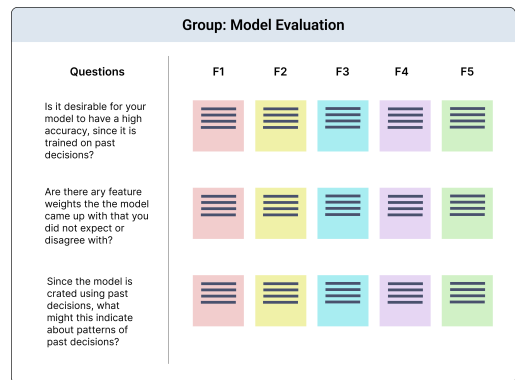 Group: Model Evaluation
Questions F1 F2 F3 F4 F5
Is it desirable for your
model to have a high
accuracy, since it is
trained on past
decisions?
Are there ary feature
weights the the model
came up with that you
did not expect or
disagree with?
Since the model is
crated using past
decisions, what
might this indicate
about patterns of
past decisions?